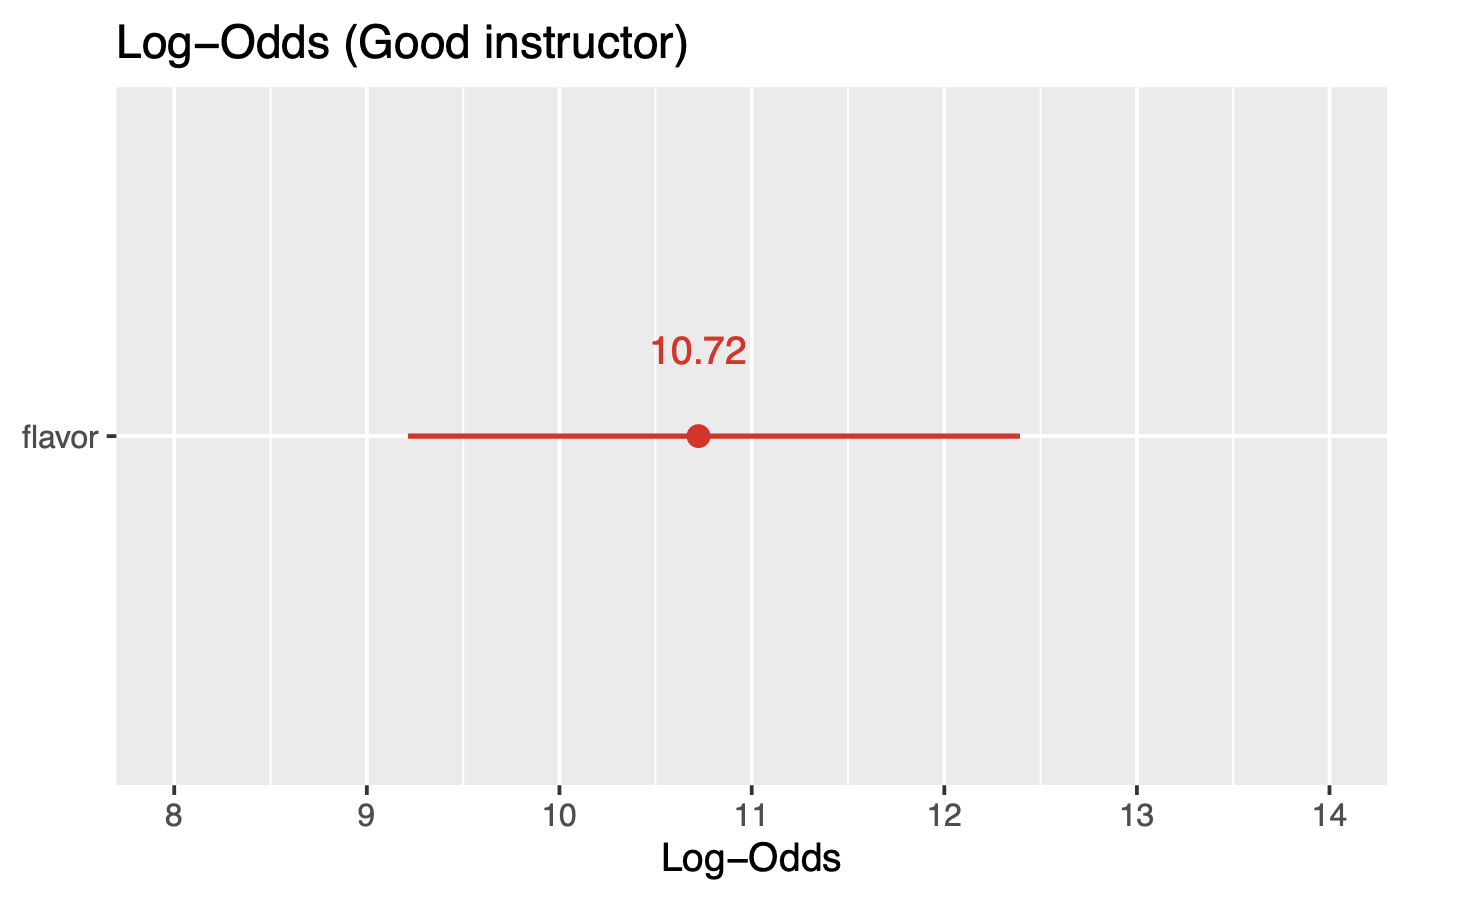 Log−Odds (Good instructor)
10.72
flavor
8 9 10 11 12 13 14
Log−Odds